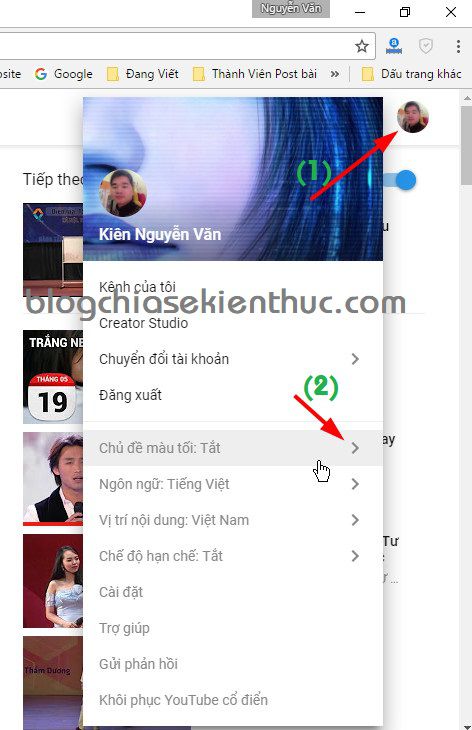 Nguyễn Văn
osite
Google
Đang Viết
Thành Viên Post bài
»
Dấu trang khác
Tiếp theo
(1)
Kiên Nguyễn Văn
Kênh của tôi
blogchiasekienthuc.com
Creator Studio
TRẮNG NE
Chuyển đổi tài khoản
THÁNG 05
19
(2)
Đăng xuất
Chủ đề màu tối: Tắt
ay
Ngôn ngữ: Tiếng Việt
Vị trí nội dung: Việt Nam
Tư
Chế độ hạn chế: Tắt
Cài đặt
Trợ giúp
Thẩm Dương
Gửi phản hồi
Khôi phục YouTube cổ điển